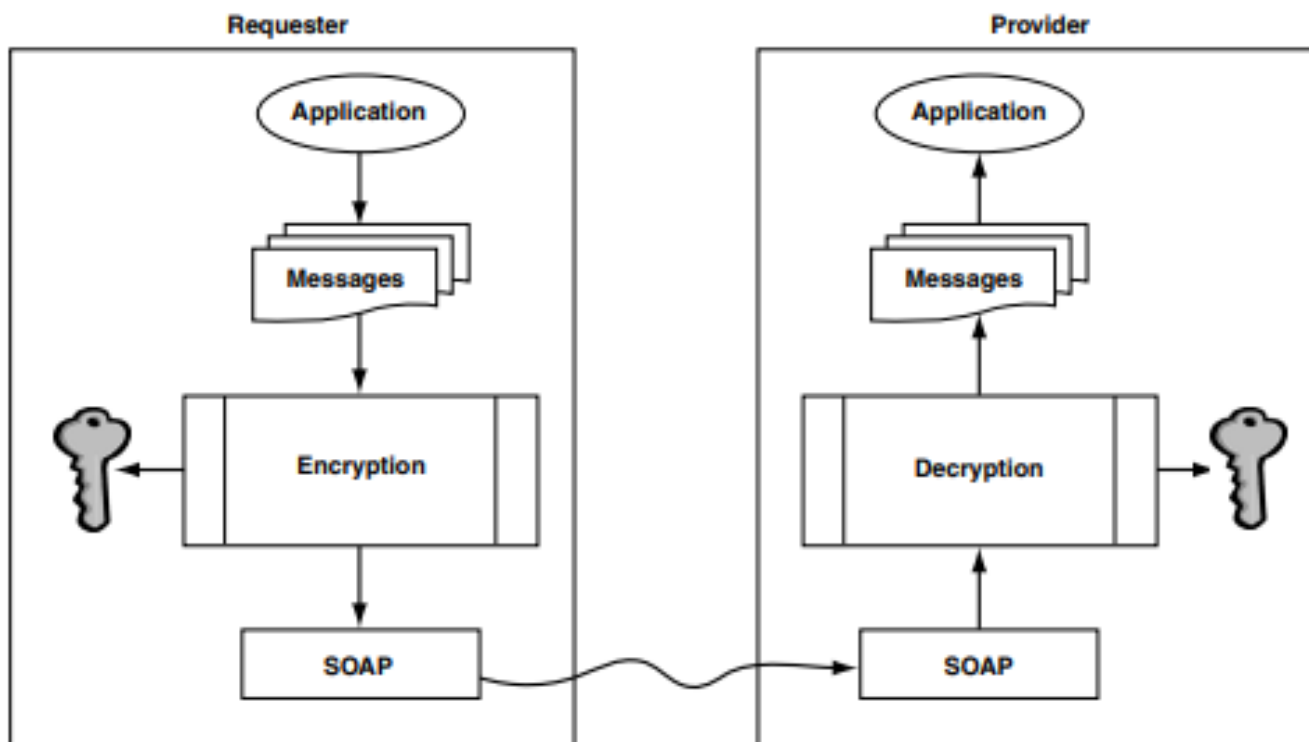 Requester
Provider
Application
Application
Messages
Messages
Encryption
Decryption
SOAP
SOAP